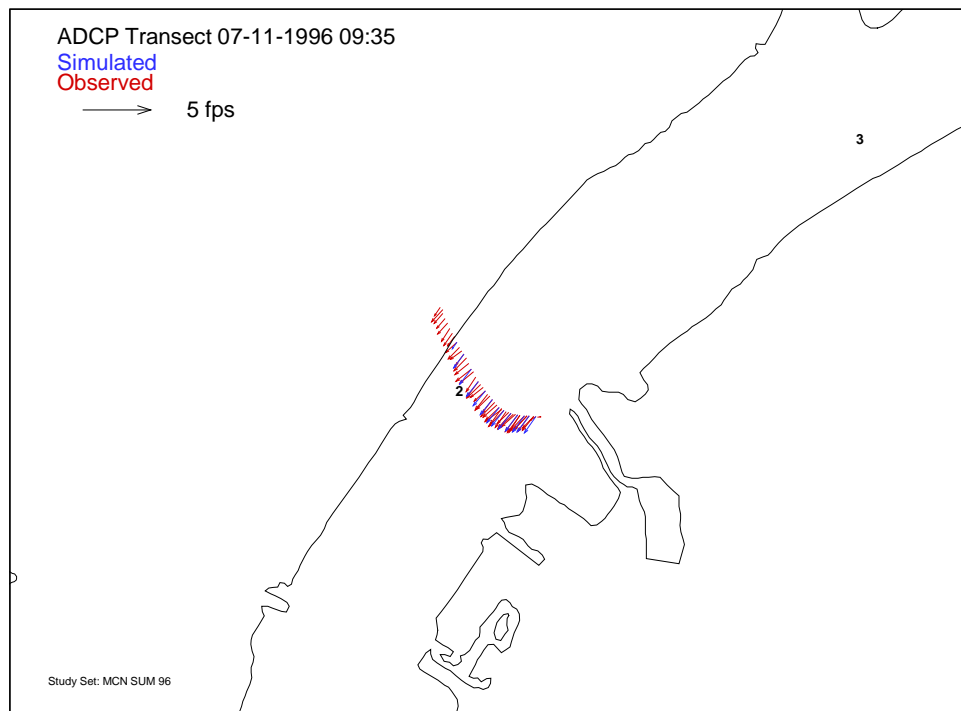 ADCP Transect 07-11-1996 09:35
Simulated
Observed
5 fps
3
2
Study Set: MCN SUM 96